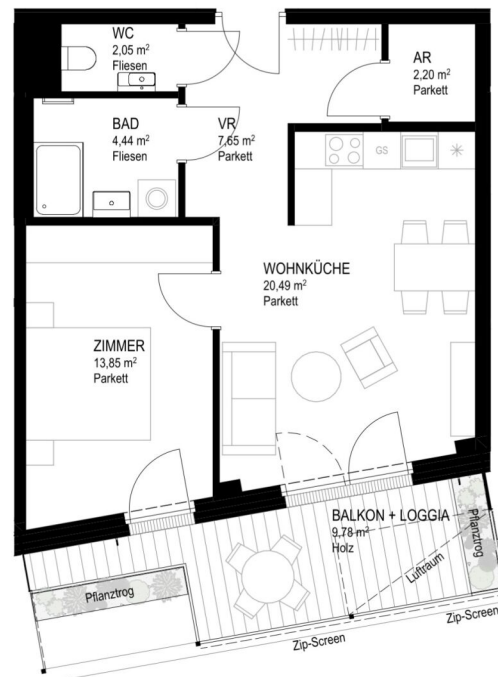 WC
2,05 m²
Fliesen
AR
2,20 m²
Parkett
BAD
4,44 m²
Fliesen
VR
7,65 m²
Parkett
GS
WOHNKÜCHE
20,49 m²
Parkett
ZIMMER
13,85 m²
Parkett
BALKON + LOGGIA
9,78 m²
Holz
Pflanztrog
Luftraum
Pflanztrog
Zip-Screen
Zip-Screen